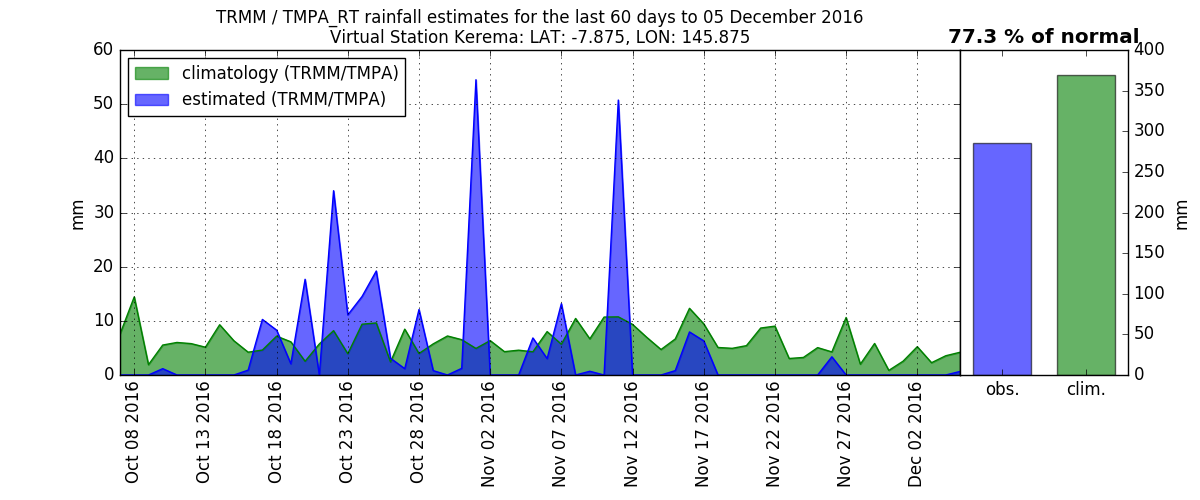 TRMM / TMPA_RT rainfall estimates for the last 60 days to 05 December 2016
Virtual Station Kerema: LAT: -7.875, LON: 145.875
77.3 % of normal
climatology (TRMM/TMPA)
estimated (TRMM/TMPA)
60
50
40
30
20
10
0
mm
400
350
300
250
200
150
100
50
0
mm
Oct 08 2016
Oct 13 2016
Oct 18 2016
Oct 23 2016
Oct 28 2016
Nov 02 2016
Nov 07 2016
Nov 12 2016
Nov 17 2016
Nov 22 2016
Nov 27 2016
Dec 02 2016
obs.
clim.